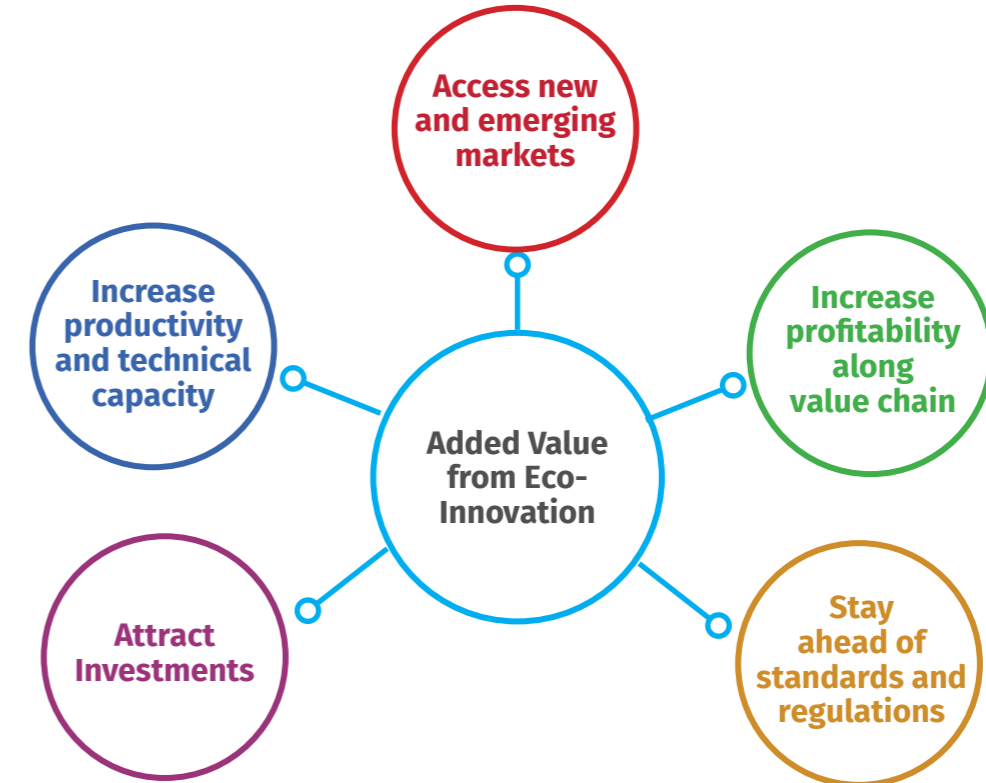 Access new
and emerging
markets
Increase
productivity
and technical
capacity
Increase
profitability
along
value chain
Added Value
from Eco-
Innovation
Attract
Investments
Stay
ahead of
standards and
regulations